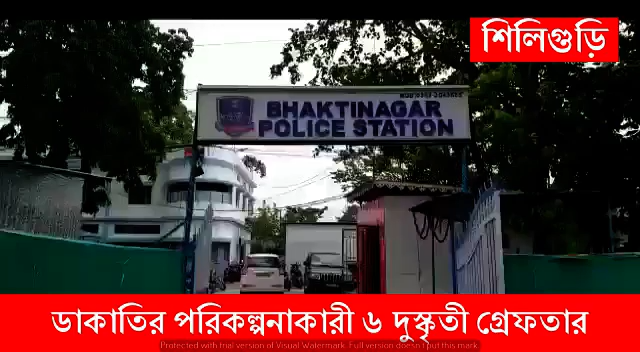 শিলিগুড়ি
BHAKTINAGAR
POLICE STATION
ডাকাতির পরিকল্পনাকারী ৬ দুস্কৃতী গ্রেফতার
Protected with trial version of Visual Watermark. Full version doesn't put this mark.